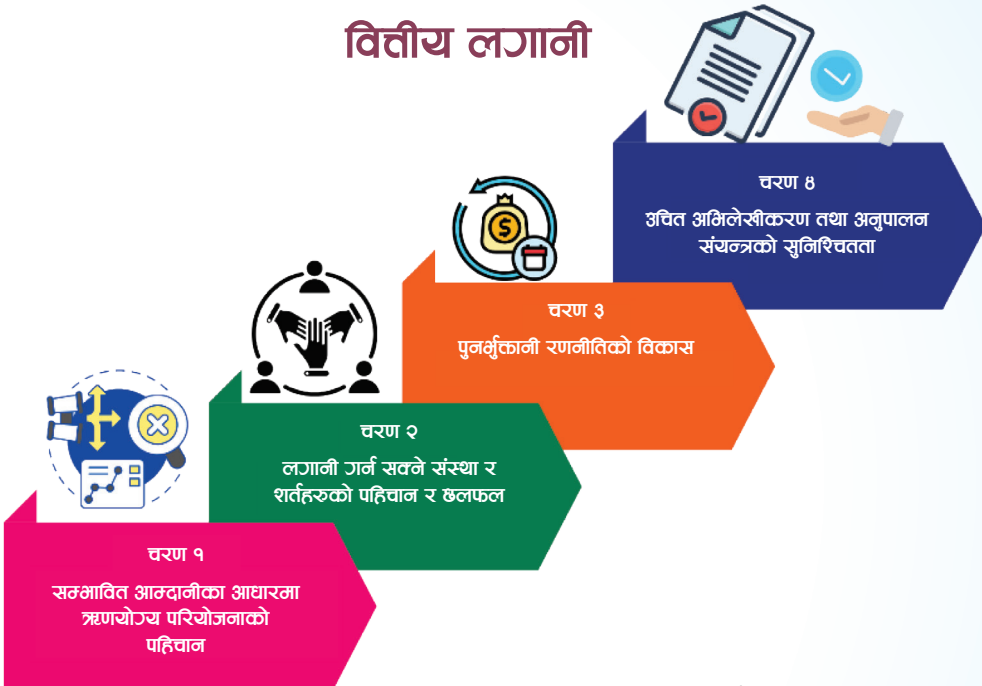 वित्तीय लगानी
चरण १
सम्भावित आम्दानीका आधारमा
ऋणयोग्य परियोजनाको
पहिचान
चरण २
लगानी गर्न सक्ने संस्था र
शर्तहरुको पहिचान र छलफल
चरण ३
पुनर्भुक्तानी रणनीतिको विकास
चरण ४
उचित अभिलेखीकरण तथा अनुपालन
संयन्त्रको सुनिश्चितता